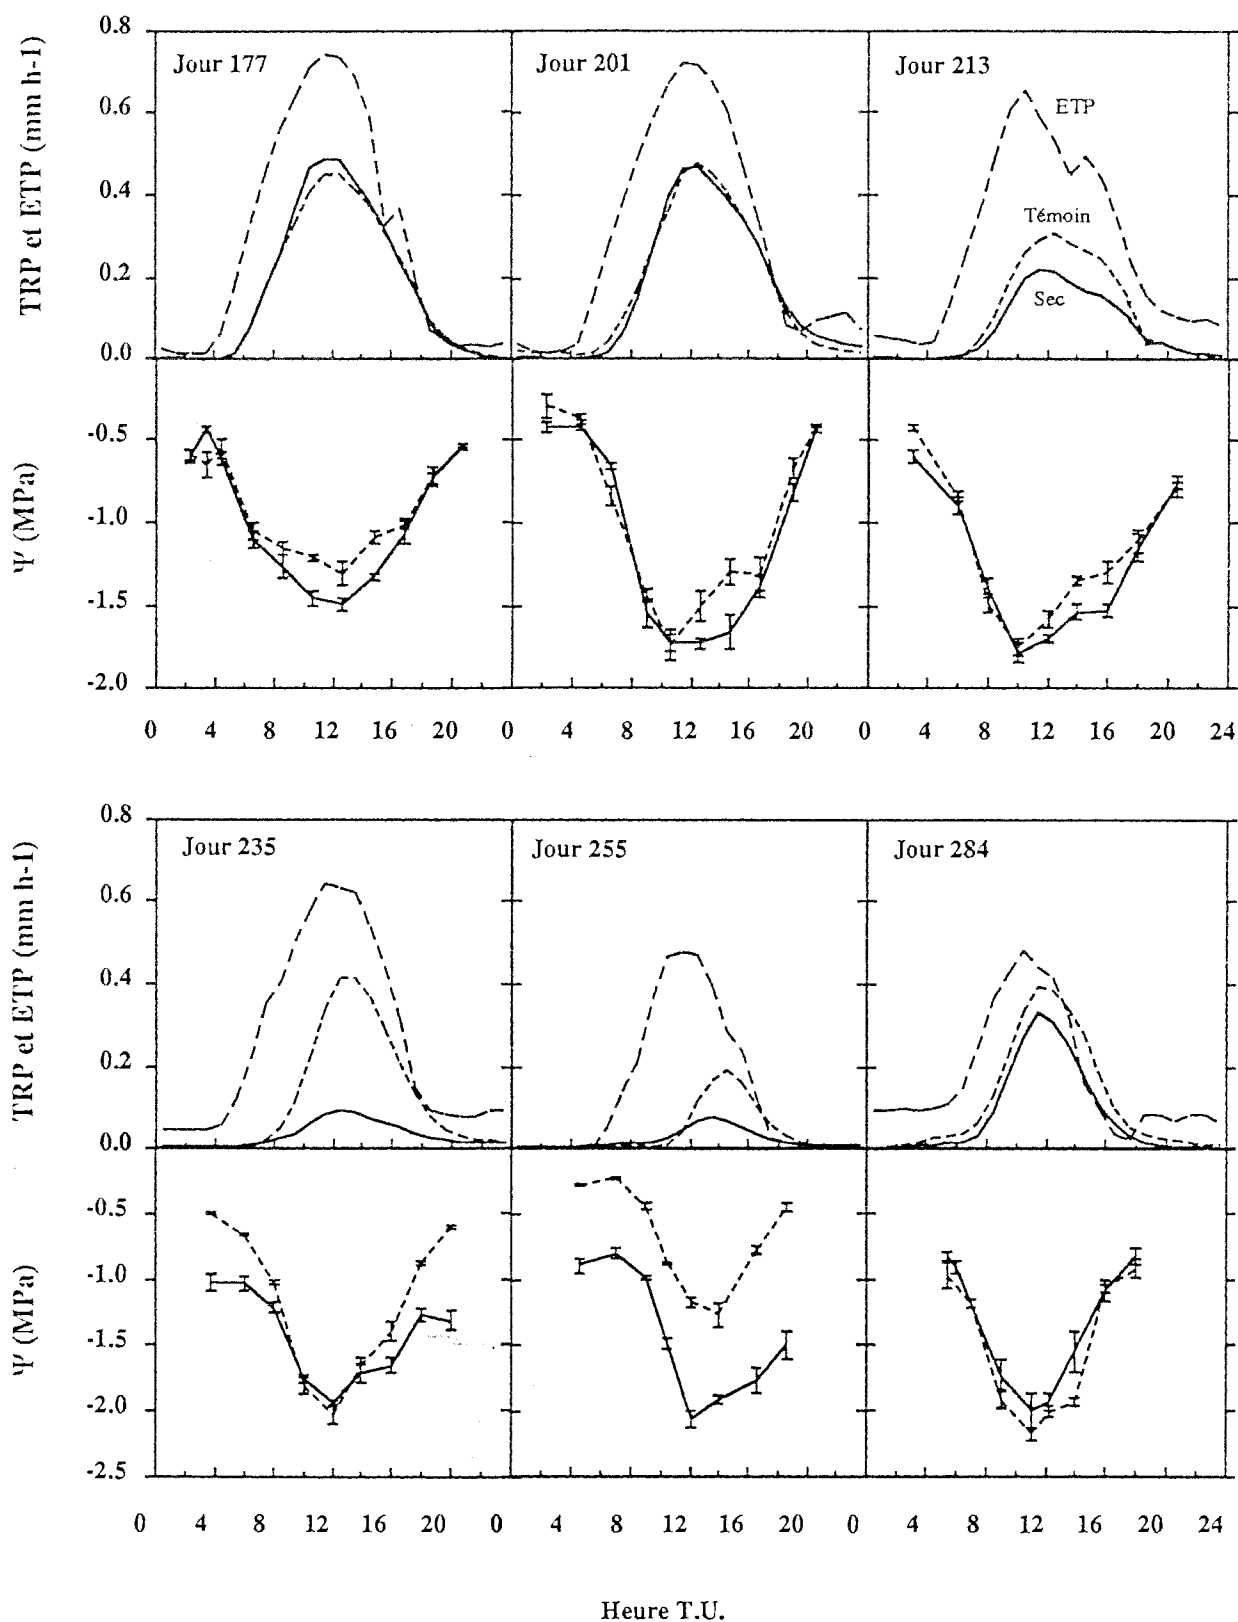 0.8
0.6
0.4
0.2
0.0
TRP et ETP (mm h-1)
Jour 177
Jour 201
Jour 213
ETP
Témoin
Sec
-0.5
-1.0
-1.5
-2.0
Ψ (MPa)
0 4 8 12 16 20 0 4 8 12 16 20 0 4 8 12 16 20 24
0.8
0.6
0.4
0.2
0.0
TRP et ETP (mm h-1)
Jour 235
Jour 255
Jour 284
-0.5
-1.0
-1.5
-2.0
-2.5
Ψ (MPa)
0 4 8 12 16 20 0 4 8 12 16 20 0 4 8 12 16 20 24
Heure T.U.